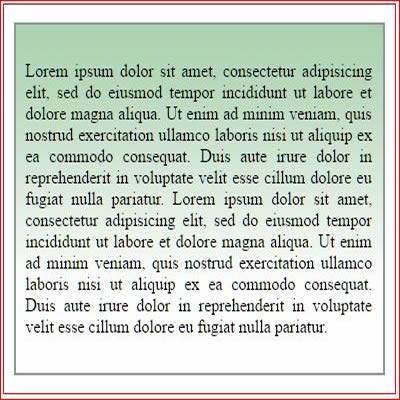 Lorem ipsum dolor sit amet, consectetur adipisicing
elit, sed do eiusmod tempor incididunt ut labore et
dolore magna aliqua. Ut enim ad minim veniam, quis
nostrud exercitation ullamco laboris nisi ut aliquip ex
ea commodo consequat. Duis aute irure dolor in
reprehenderit in voluptate velit esse cillum dolore eu
fugiat nulla pariatur. Lorem ipsum dolor sit amet,
consectetur adipisicing elit, sed do eiusmod tempor
incididunt ut labore et dolore magna aliqua. Ut enim
ad minim veniam, quis nostrud exercitation ullamco
laboris nisi ut aliquip ex ea commodo consequat.
Duis aute irure dolor in reprehenderit in voluptate
velit esse cillum dolore eu fugiat nulla pariatur.